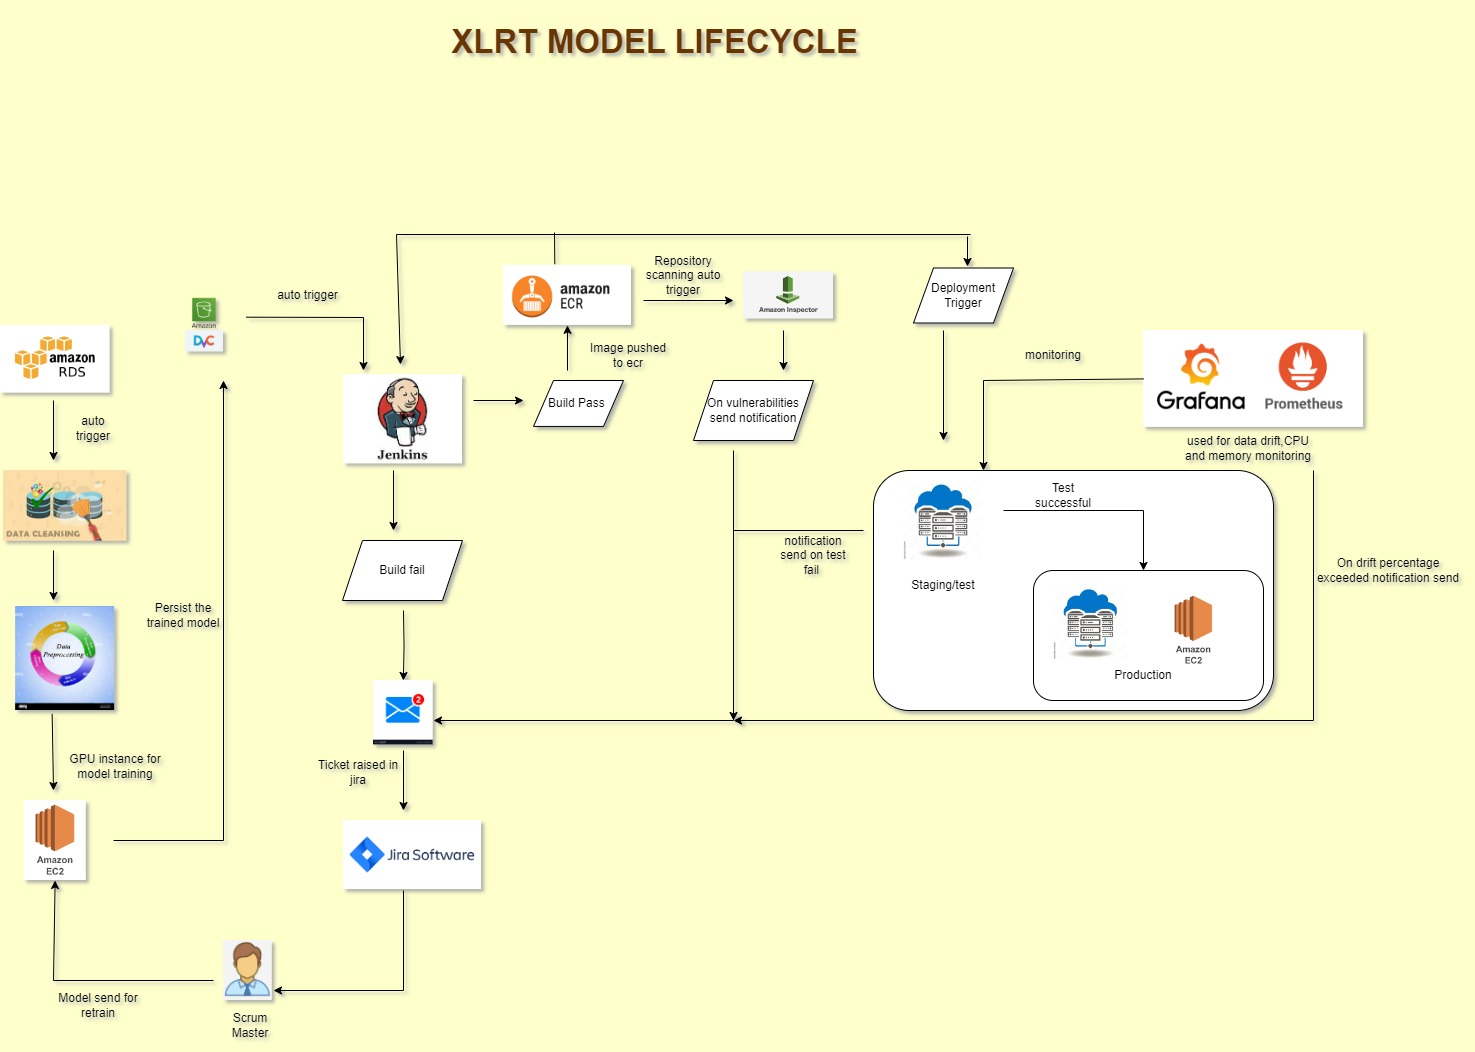 XLRT MODEL LIFECYCLE
amazon
RDS
auto
trigger
DATA CLEANSING
Data
Preprocessing
GPU instance for
model training
Amazon
EC2
Model send for
retrain
Persist the
trained model
Amazon
DVC
auto trigger
Jenkins
Build fail
2
Ticket raised in
jira
Jira Software
Scrum
Master
Build Pass
Image pushed
to ecr
amazon
ECR
Repository
scanning auto
trigger
Amazon Inspector
On vulnerabilities
send notification
notification
send on test
fail
Deployment
Trigger
monitoring
Grafana
Prometheus
used for data drift,CPU
and memory monitoring
Test
successful
Staging/test
Amazon
EC2
Production
On drift percentage
exceeded notification send